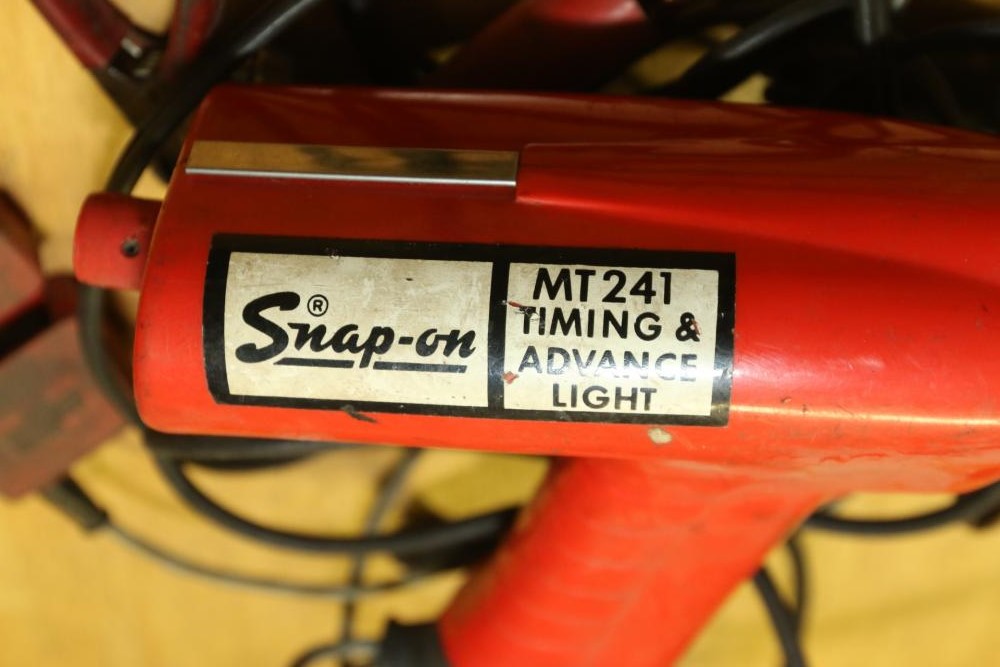 Snap-on®
MT241
TIMING &
ADVANCE
LIGHT